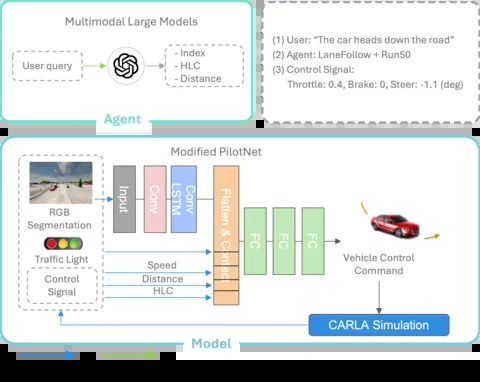 Multimodal Large Models
User query
- Index
- HLC
- Distance
Agent
(1) User: “The car heads down the road”
(2) Agent: LaneFollow + Run50
(3) Control Signal:
Throttle: 0.4, Brake: 0, Steer: -1.1 (deg)
Modified PilotNet
RGB
Segmentation
Traffic Light
Control
Signal
Input
Conv
Conv
LSTM
Flatten &
Speed
Distance
HLC
FC
FC
FC
Vehicle Control
Command
CARLA Simulation
Model